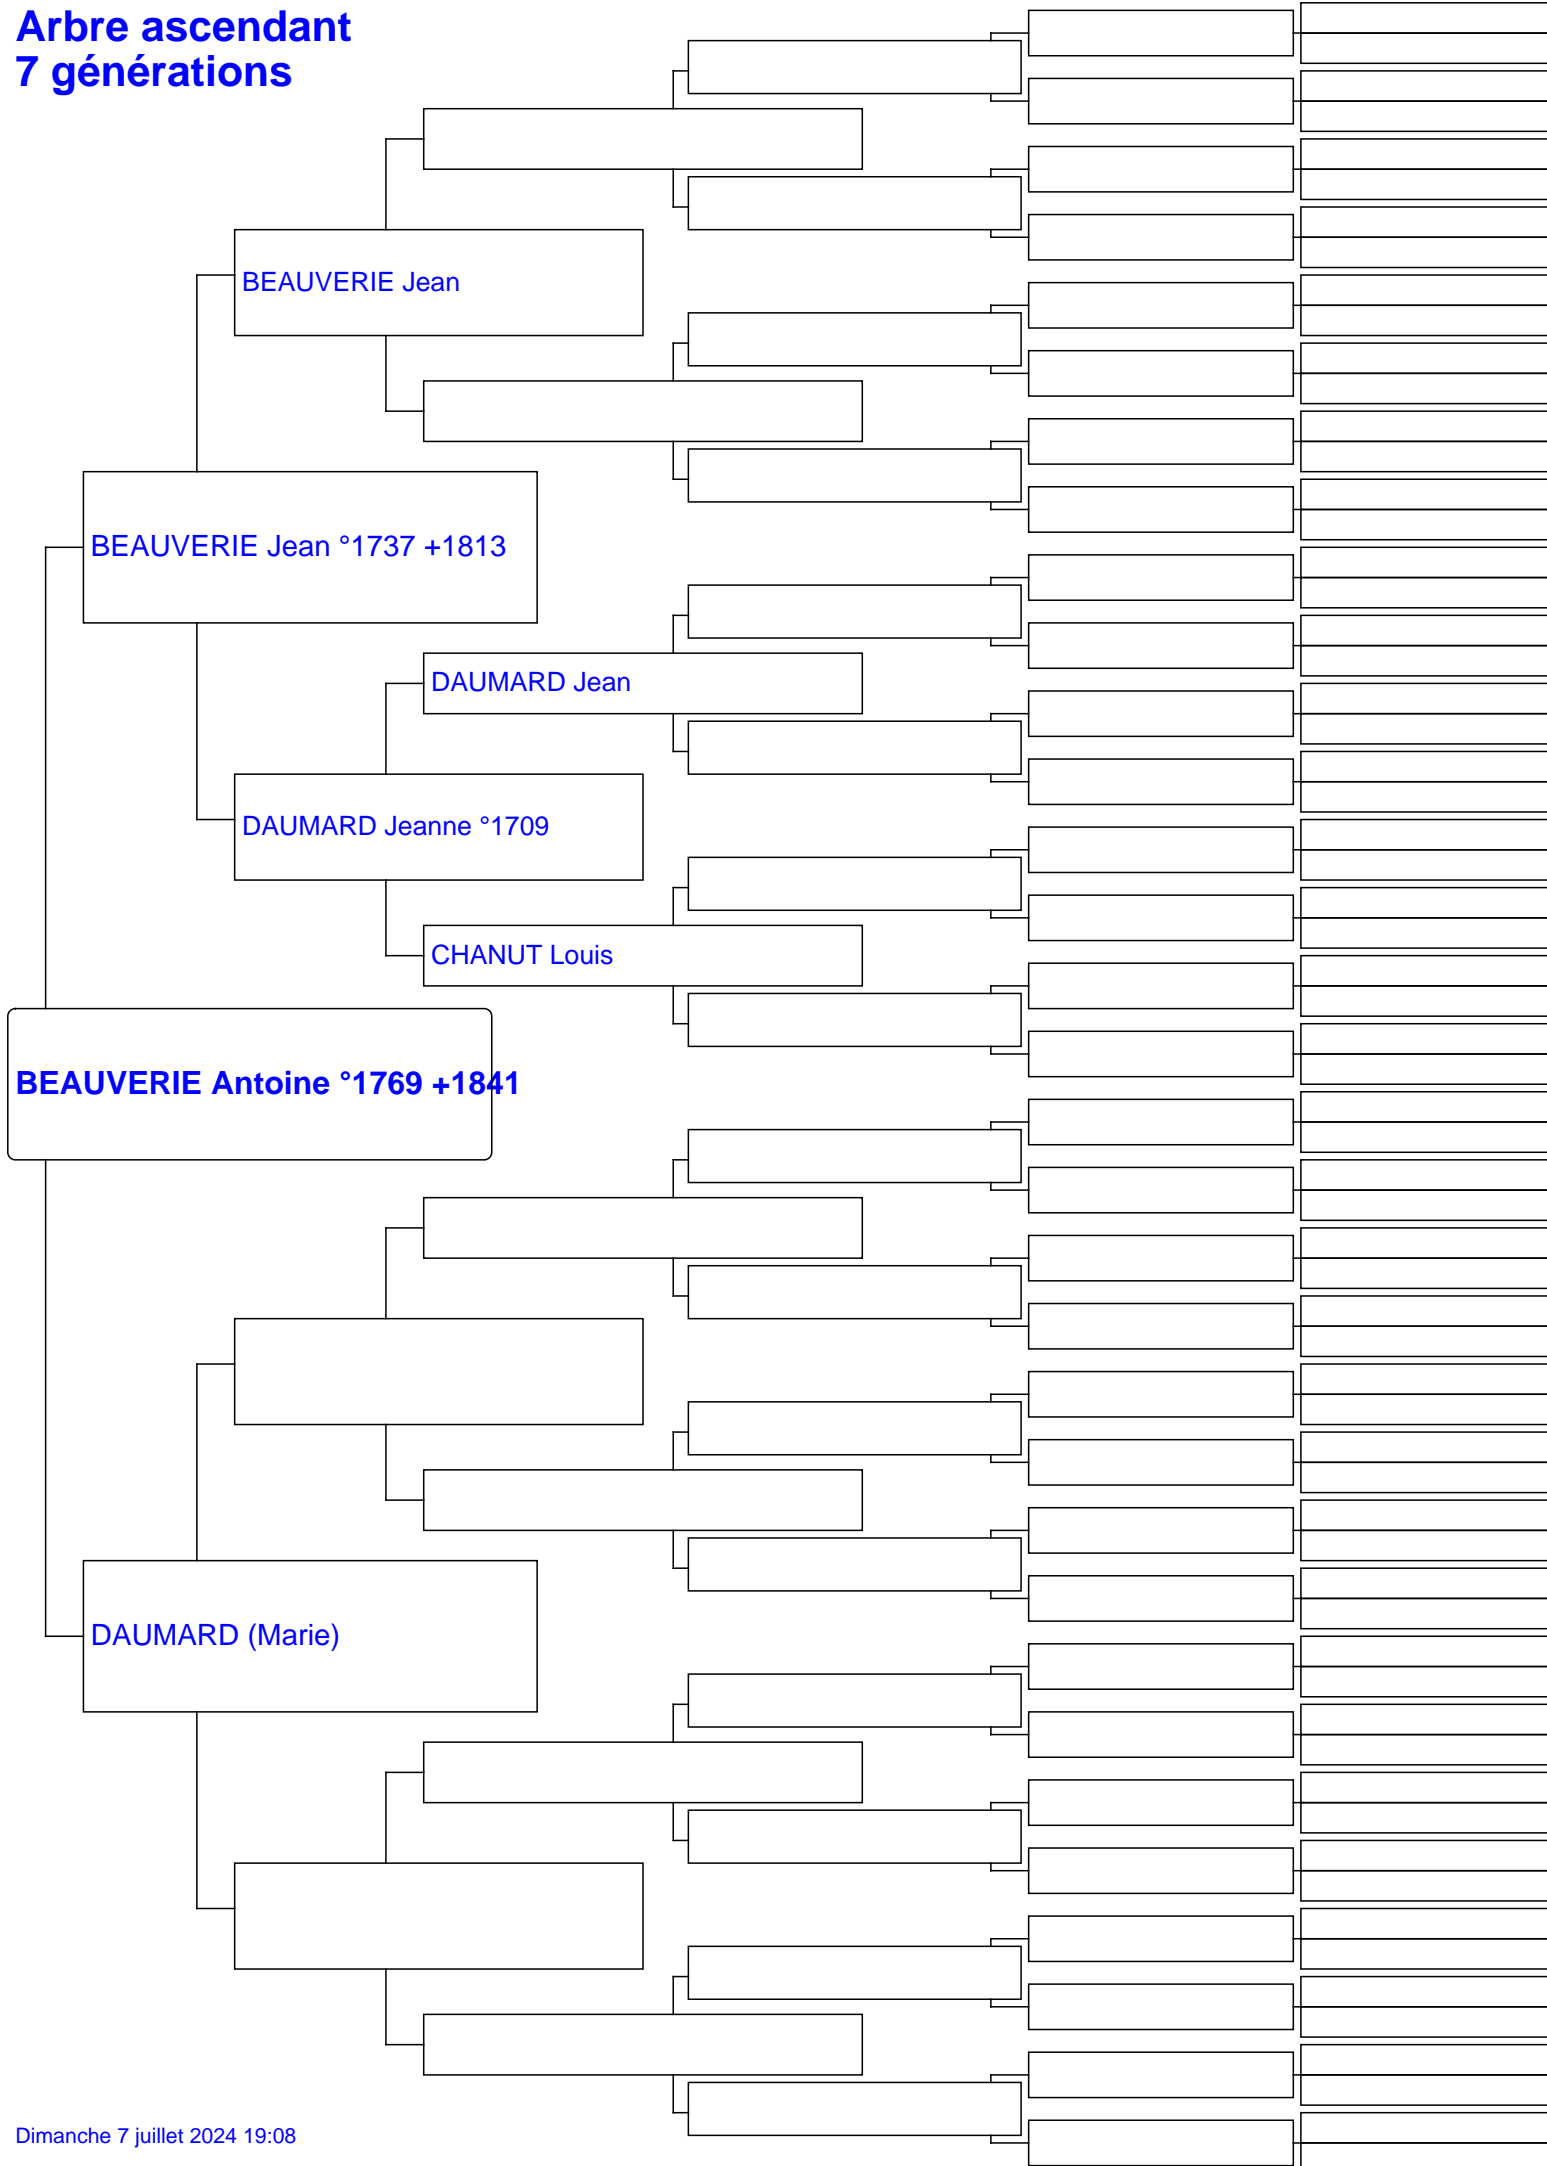 Arbre ascendant
7 générations
BEAUVERIE Jean
BEAUVERIE Jean °1737 +1813
DAUMARD Jean
DAUMARD Jeanne °1709
CHANUT Louis
BEAUVERIE Antoine °1769 +1841
DAUMARD (Marie)
Dimanche 7 juillet 2024 19:08